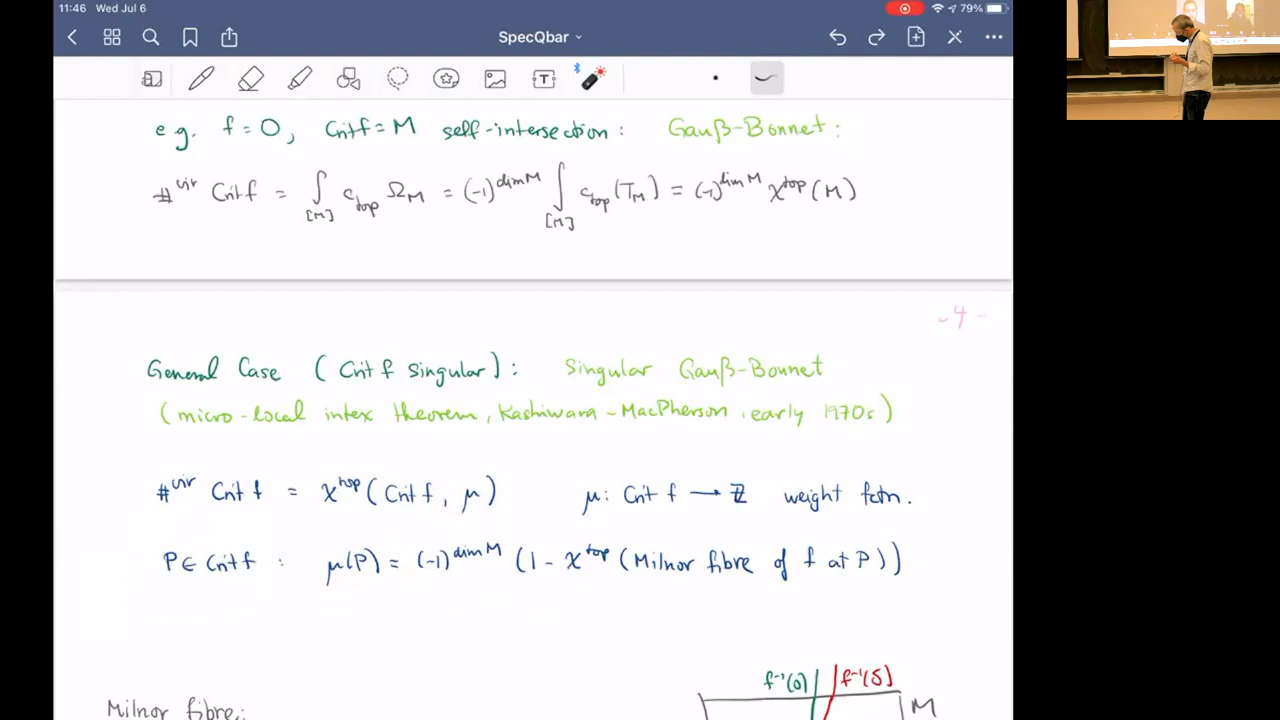 11:46 Wed Jul 6
79%
SpecQbar
e.g. f = 0, Crit f = M self-intersection : Gauß-Bonnet :
#^vir Crit f = ∫_[M] c_top Ω_M = (-1)^dim M ∫_[M] c_top (T_M) = (-1)^dim M χ^top (M)
- 4 -
General Case ( Crit f singular ) : Singular Gauß-Bonnet
( micro-local intex theorem, Kashiwara - MacPherson , early 1970s )
#^vir Crit f = χ^top ( Crit f , μ ) μ : Crit f → ℤ weight fctn.
P ∈ Crit f : μ(P) = (-1)^dim M ( 1 - χ^top ( Milnor fibre of f at P ) )
f^-1(0) f^-1(δ)
Milnor fibre: M